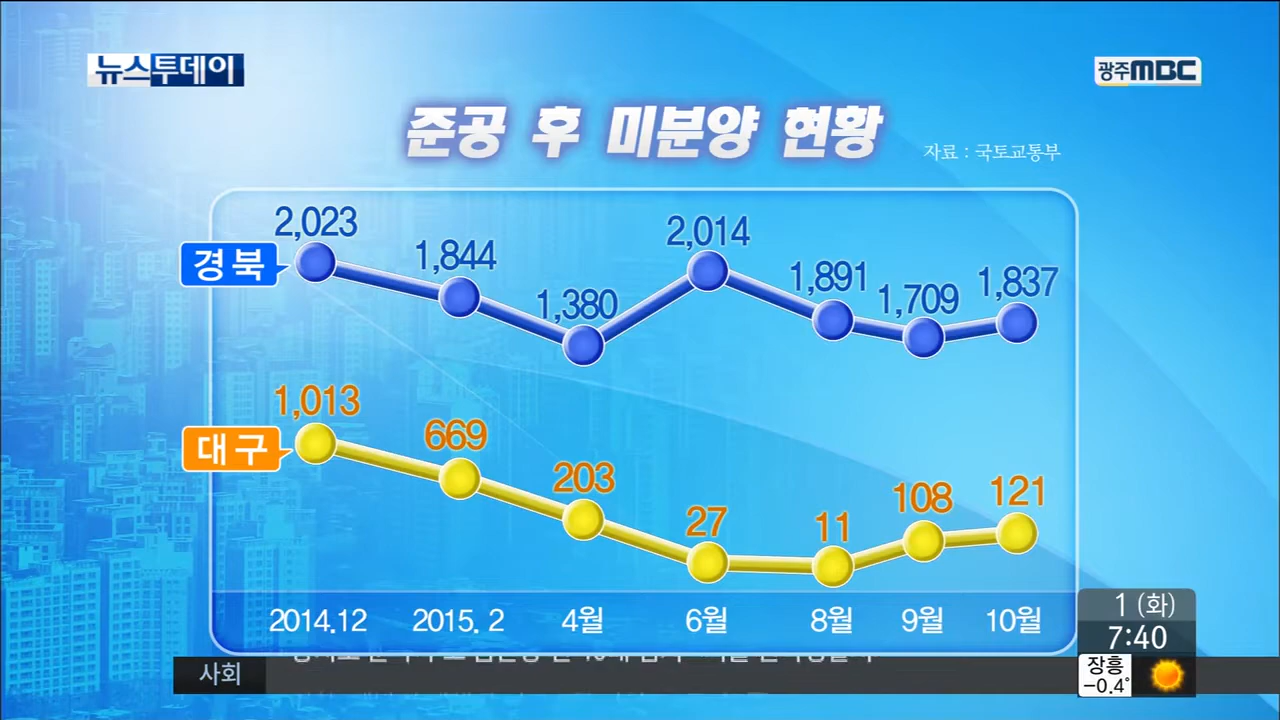 뉴스투데이
광주MBC
준공 후 미분양 현황
자료 : 국토교통부
2,023 1,844 1,380 2,014 1,891 1,709 1,837
경북
1,013 669 203 27 11 108 121
대구
2014.12 2015. 2 4월 6월 8월 9월 10월
1 (화)
7:40
사회
장흥
-0.4°